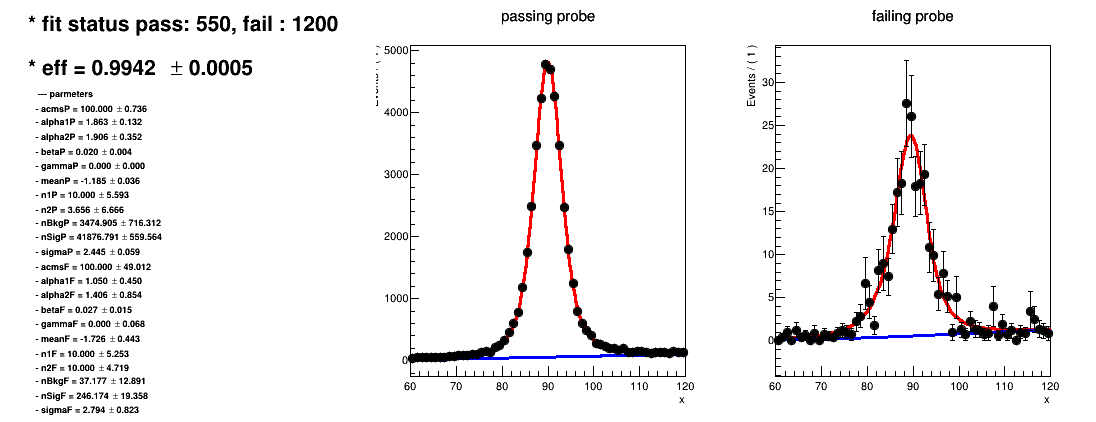 * fit status pass: 550, fail : 1200
* eff = 0.9942 ± 0.0005
--- parmeters
- acmsP = 100.000 ± 0.736
- alpha1P = 1.863 ± 0.132
- alpha2P = 1.906 ± 0.352
- betaP = 0.020 ± 0.004
- gammaP = 0.000 ± 0.000
- meanP = -1.185 ± 0.036
- n1P = 10.000 ± 5.593
- n2P = 3.656 ± 6.666
- nBkgP = 3474.905 ± 716.312
- nSigP = 41876.791 ± 559.564
- sigmaP = 2.445 ± 0.059
- acmsF = 100.000 ± 49.012
- alpha1F = 1.050 ± 0.450
- alpha2F = 1.406 ± 0.854
- betaF = 0.027 ± 0.015
- gammaF = 0.000 ± 0.068
- meanF = -1.726 ± 0.443
- n1F = 10.000 ± 5.253
- n2F = 10.000 ± 4.719
- nBkgF = 37.177 ± 12.891
- nSigF = 246.174 ± 19.358
- sigmaF = 2.794 ± 0.823
passing probe
5000
4000
3000
2000
1000
0
60 70 80 90 100 110 120
x
failing probe
Events / ( 1 )
30
25
20
15
10
5
0
60 70 80 90 100 110 120
x